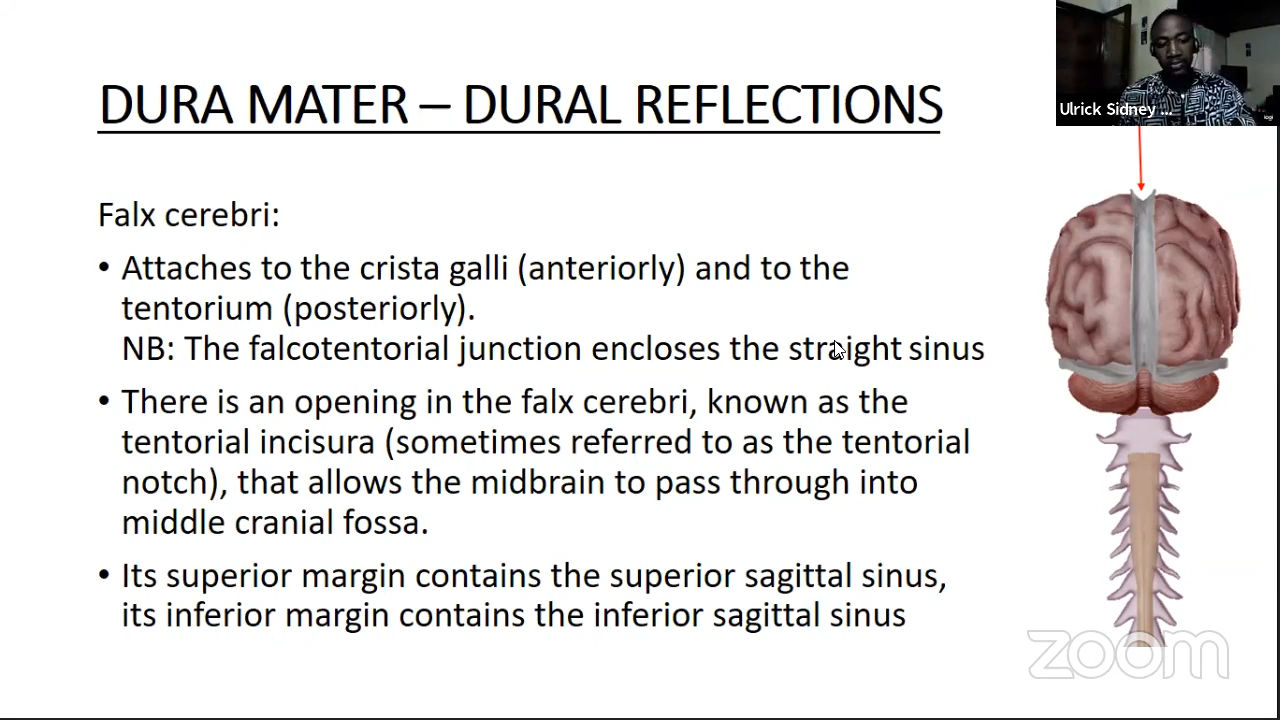 DURA MATER – DURAL REFLECTIONS
Ulrick Sidney ...
logi
Falx cerebri:
• Attaches to the crista galli (anteriorly) and to the
tentorium (posteriorly).
NB: The falcotentorial junction encloses the straight sinus
• There is an opening in the falx cerebri, known as the
tentorial incisura (sometimes referred to as the tentorial
notch), that allows the midbrain to pass through into
middle cranial fossa.
• Its superior margin contains the superior sagittal sinus,
its inferior margin contains the inferior sagittal sinus
zoom